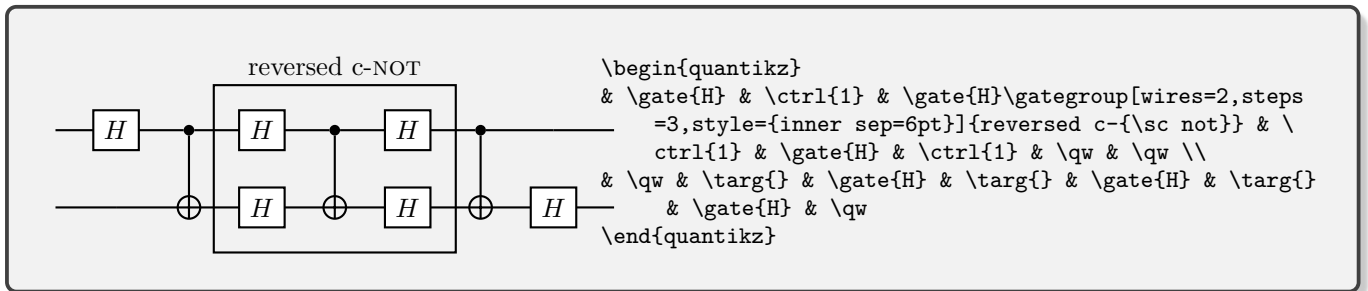 reversed c-NOT
H H H
H H H
\begin{quantikz}
& \gate{H} & \ctrl{1} & \gate{H}\gategroup[wires=2,steps
=3,style={inner sep=6pt}]{reversed c-{\sc not}} & \
ctrl{1} & \gate{H} & \ctrl{1} & \qw & \qw \\
& \qw & \targ{} & \gate{H} & \targ{} & \gate{H} & \targ{}
& \gate{H} & \qw
\end{quantikz}